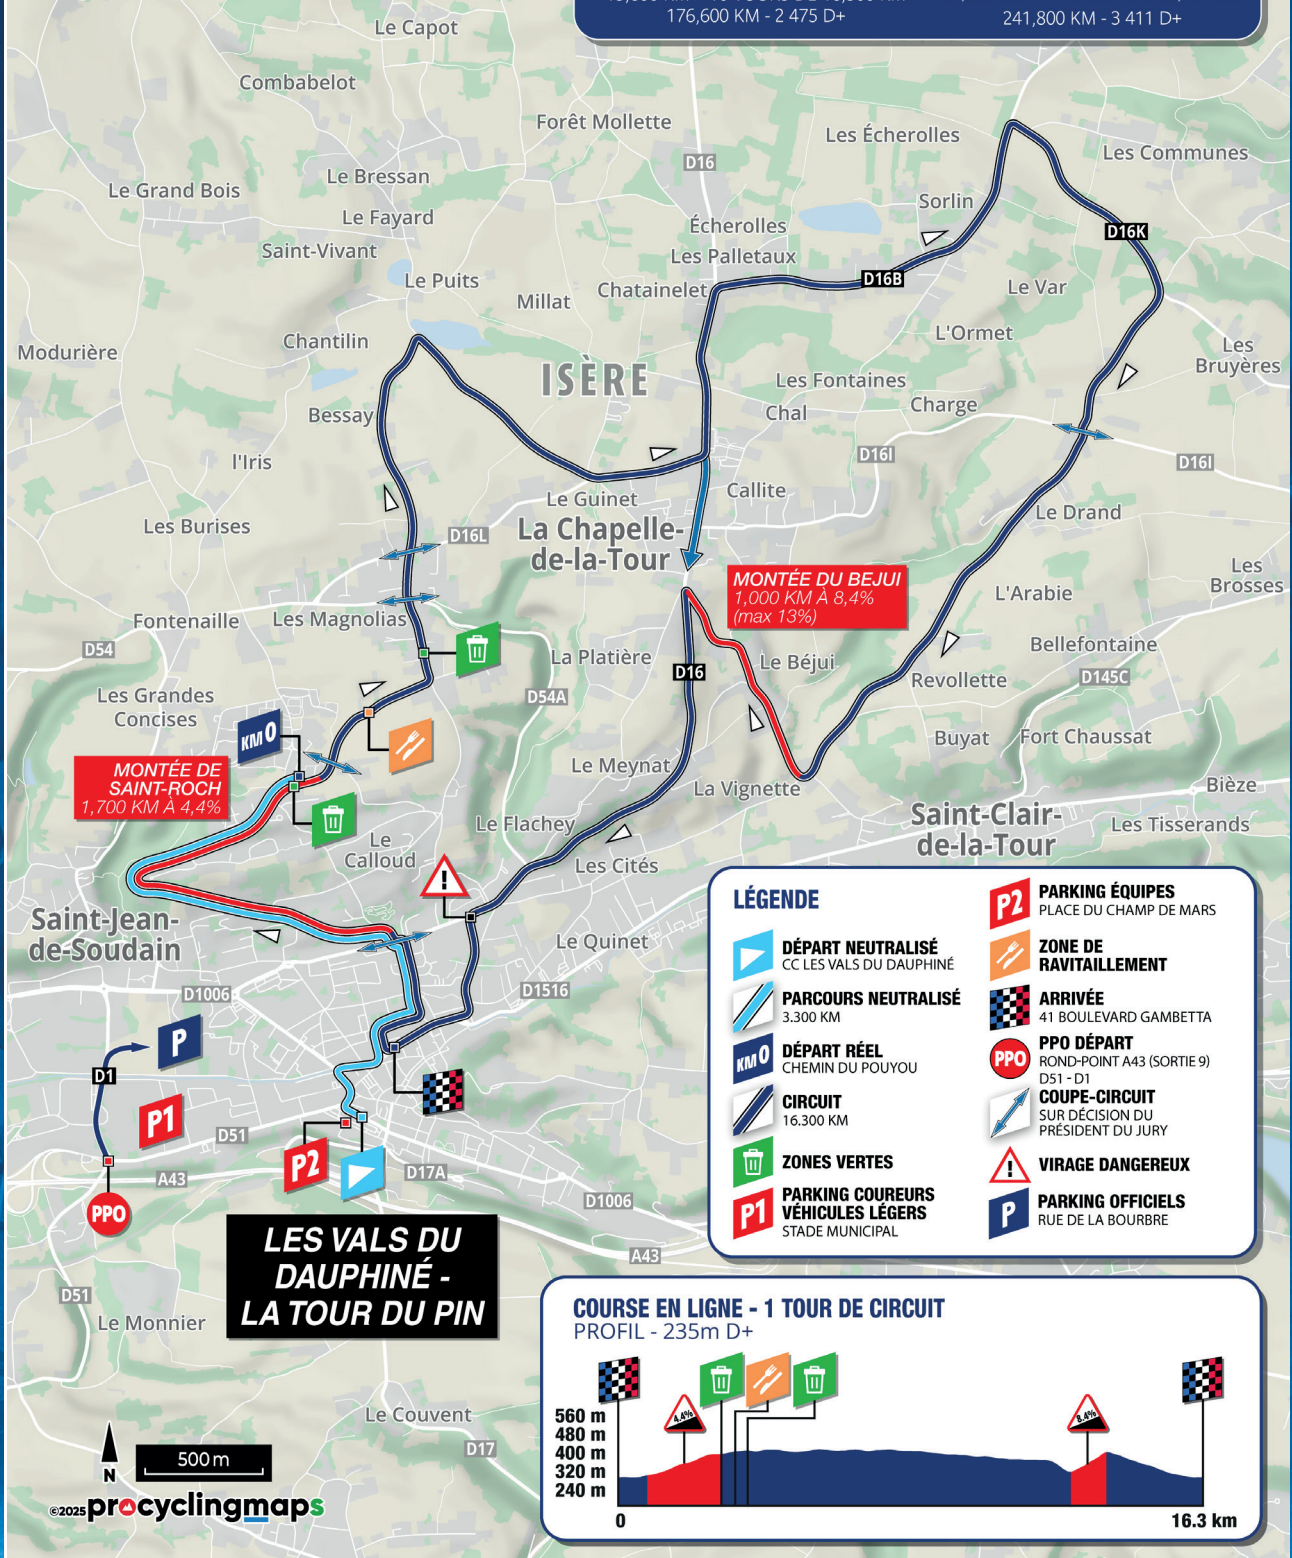 176,600 KM - 2 475 D+
241,800 KM - 3 411 D+
Le Capot
Combabelot
Forêt Mollette
Les Écherolles
Les Communes
D16
Le Bressan
Le Grand Bois
Sorlin
Le Fayard
Écherolles
D16K
Saint-Vivant
Les Palletaux
Le Puits
D16B
Le Var
Millat
Chatainelet
Chantilin
L'Ormet
Modurière
Les
Bruyères
ISÈRE
Les Fontaines
Bessay
Chal
Charge
D16I
l'Iris
D16I
Callite
Le Guinet
Le Drand
Les Burises
D16L
La Chapelle-
de-la-Tour
Les
Brosses
MONTÉE DU BEJUI
1,000 KM À 8,4%
(max 13%)
L'Arabie
Fontenaille
Les Magnolias
Bellefontaine
D54
La Platière
Le Béjui
D16
Revollette
D145C
Les Grandes
Concises
D54A
KM 0
Buyat
Fort Chaussat
Le Meynat
MONTÉE DE
SAINT-ROCH
1,700 KM À 4,4%
La Vignette
Bièze
Saint-Clair-
de-la-Tour
Les Tisserands
Le Flachey
Le
Calloud
Les Cités
!
Saint-Jean-
de-Soudain
Le Quinet
D1006
D1516
P
D1
P1
D51
P2
A43
D17A
PPO
D1006
A43
LES VALS DU
DAUPHINÉ -
LA TOUR DU PIN
D51
Le Monnier
Le Couvent
D17
LÉGENDE
DÉPART NEUTRALISÉ
CC LES VALS DU DAUPHINÉ
PARCOURS NEUTRALISÉ
3.300 KM
KM 0
DÉPART RÉEL
CHEMIN DU POUYOU
CIRCUIT
16.300 KM
ZONES VERTES
P1
PARKING COUREURS
VÉHICULES LÉGERS
STADE MUNICIPAL
P2
PARKING ÉQUIPES
PLACE DU CHAMP DE MARS
ZONE DE
RAVITAILLEMENT
ARRIVÉE
41 BOULEVARD GAMBETTA
PPO
PPO DÉPART
ROND-POINT A43 (SORTIE 9)
D51 - D1
COUPE-CIRCUIT
SUR DÉCISION DU
PRÉSIDENT DU JURY
!
VIRAGE DANGEREUX
P
PARKING OFFICIELS
RUE DE LA BOURBRE
COURSE EN LIGNE - 1 TOUR DE CIRCUIT
PROFIL - 235m D+
4.4%
8.4%
560 m
480 m
400 m
320 m
240 m
0
16.3 km
N
500 m
©2025 procyclingmaps